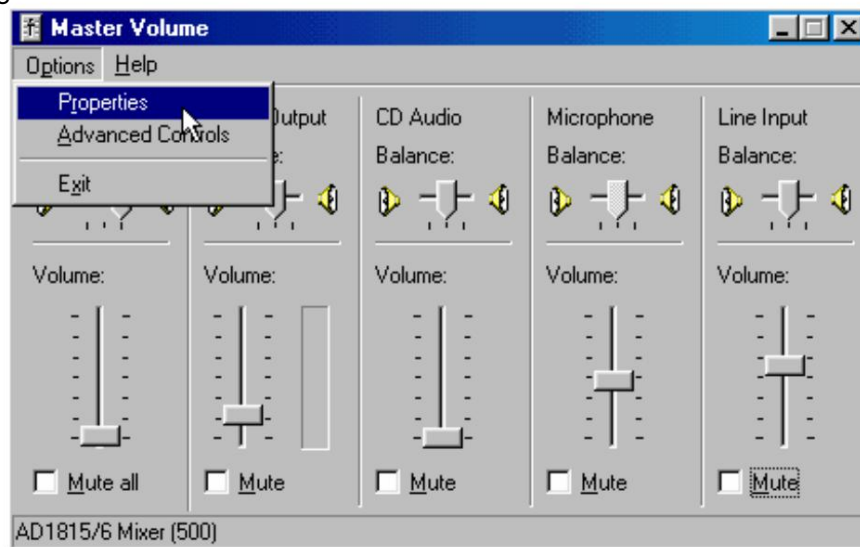 Master Volume
Options Help
Properties
Advanced Controls
Exit
Output CD Audio Microphone Line Input
Balance: Balance: Balance:
Volume: Volume: Volume: Volume: Volume:
Mute all Mute Mute Mute Mute
AD1815/6 Mixer (500)